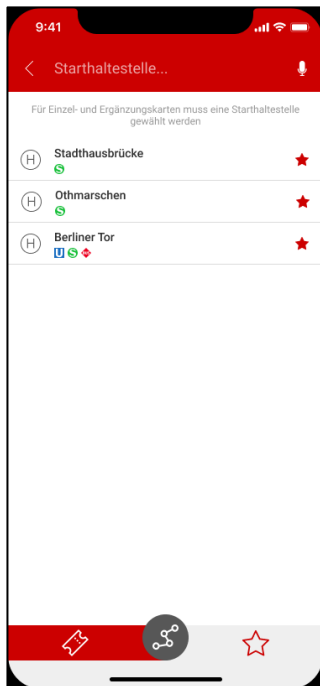 9:41
Starthaltestelle...
Für Einzel- und Ergänzungskarten muss eine Starthaltestelle
gewählt werden
H
Stadthausbrücke
S
H
Othmarschen
S
H
Berliner Tor
U S